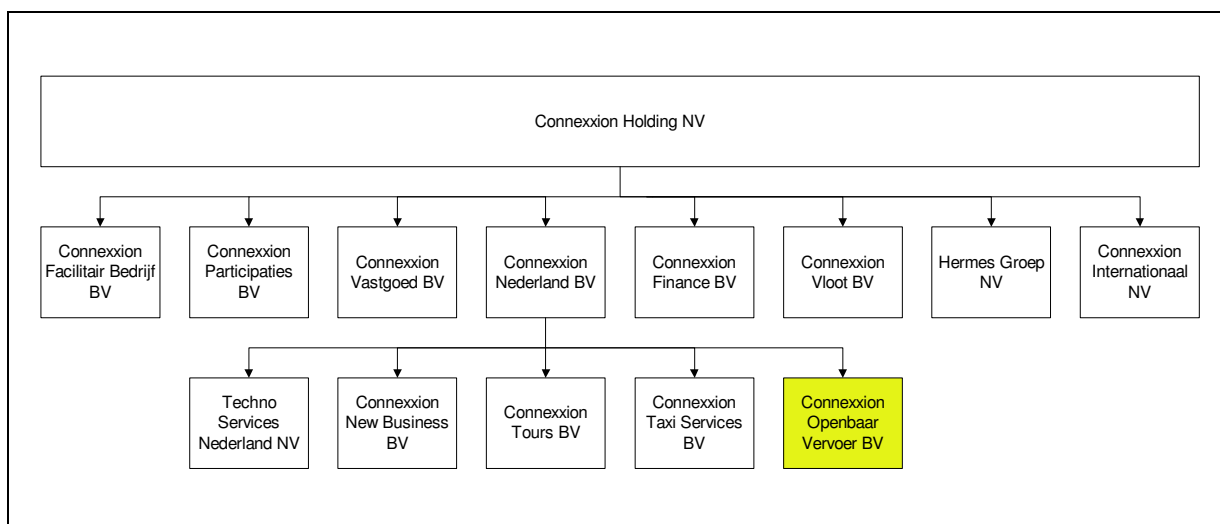 Connexxion Holding NV
Connexxion
Facilitair Bedrijf
BV
Connexxion
Participaties
BV
Connexxion
Vastgoed BV
Connexxion
Nederland BV
Connexxion
Finance BV
Connexxion
Vloot BV
Hermes Groep
NV
Connexxion
Internationaal
NV
Techno
Services
Nederland NV
Connexxion
New Business
BV
Connexxion
Tours BV
Connexxion
Taxi Services
BV
Connexxion
Openbaar
Vervoer BV